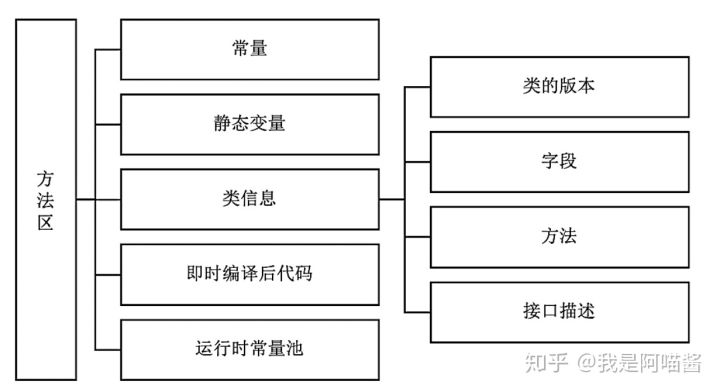 方法区
常量
静态变量
类信息
即时编译后代码
运行时常量池
类的版本
字段
方法
接口描述
知乎 @我是阿喵酱